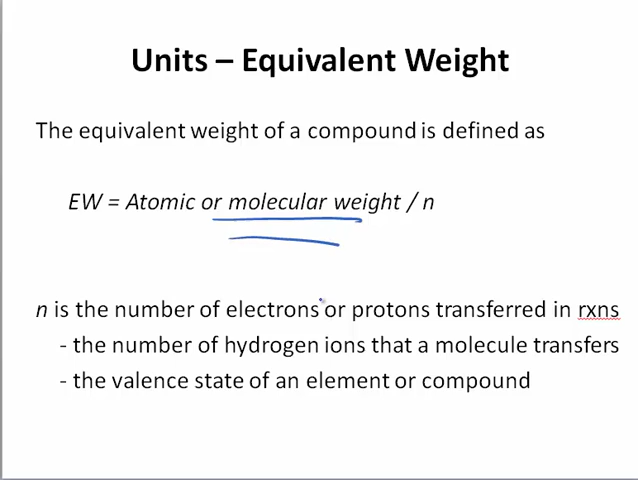 Units – Equivalent Weight
The equivalent weight of a compound is defined as
EW = Atomic or molecular weight / n
n is the number of electrons or protons transferred in rxns
- the number of hydrogen ions that a molecule transfers
- the valence state of an element or compound